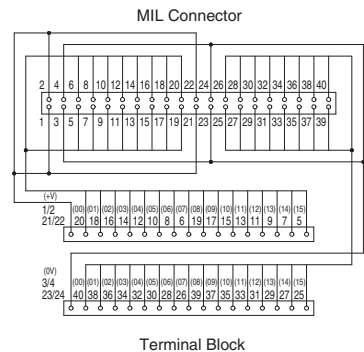 MIL Connector
2 4 6 8 10 12 14 16 18 20 22 24 26 28 30 32 34 36 38 40
1 3 5 7 9 11 13 15 17 19 21 23 25 27 29 31 33 35 37 39
(+V) (00) (01) (02) (03) (04) (05) (06) (07) (08) (09) (10) (11) (12) (13) (14) (15)
1/2
21/22 20 18 16 14 12 10 8 6 19 17 15 13 11 9 7 5
(0V) (00) (01) (02) (03) (04) (05) (06) (07) (08) (09) (10) (11) (12) (13) (14) (15)
3/4
23/24 40 38 36 34 32 30 28 26 39 37 35 33 31 29 27 25
Terminal Block